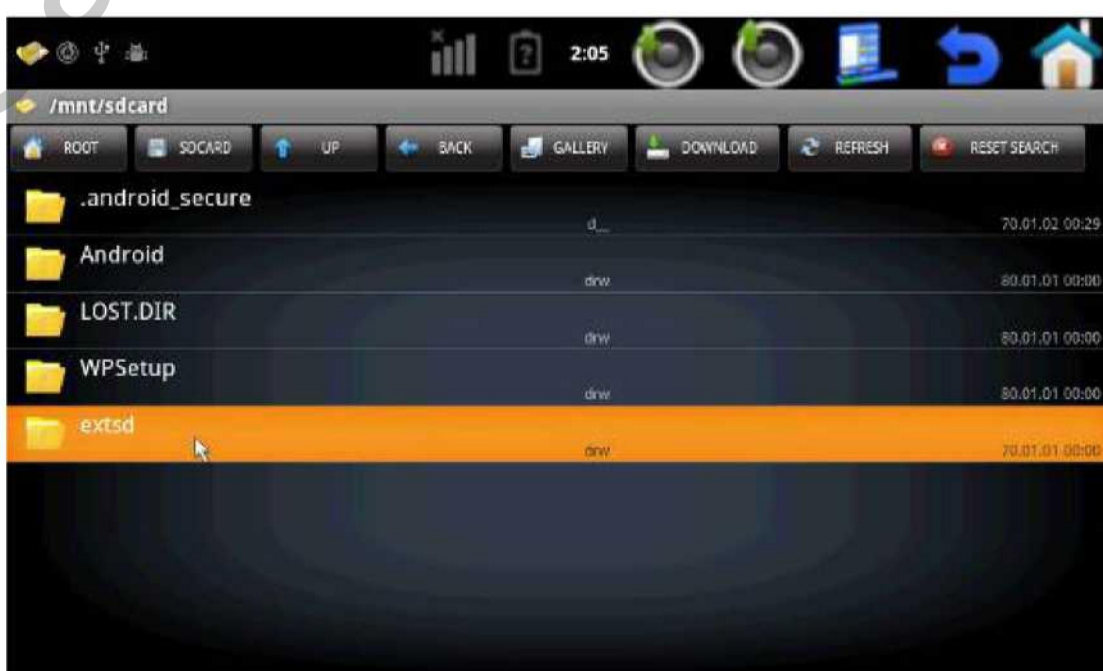 2:05
/mnt/sdcard
ROOT SDCARD UP BACK GALLERY DOWNLOAD REFRESH RESET SEARCH
.android_secure
d__ 70.01.02 00:29
Android
drw 80.01.01 00:00
LOST.DIR
drw 80.01.01 00:00
WPSetup
drw 80.01.01 00:00
extsd
drw 70.01.01 00:00